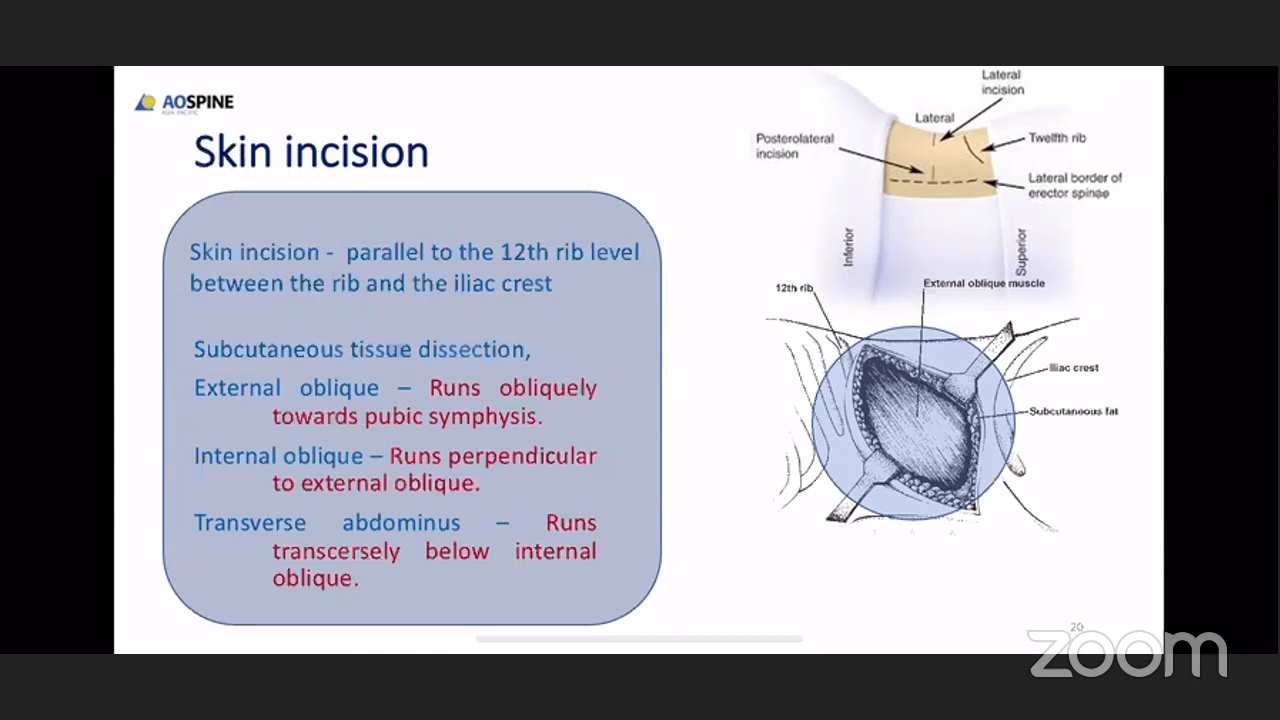 AOSPINE
ASIA PACIFIC
Skin incision
Skin incision - parallel to the 12th rib level
between the rib and the iliac crest
Subcutaneous tissue dissection,
External oblique – Runs obliquely
towards pubic symphysis.
Internal oblique – Runs perpendicular
to external oblique.
Transverse abdominus – Runs
transcersely below internal
oblique.
Lateral
incision
Lateral
Posterolateral
incision
Twelfth rib
Lateral border of
erector spinae
Inferior
Superior
12th rib
External oblique muscle
Iliac crest
Subcutaneous fat
20
zoom